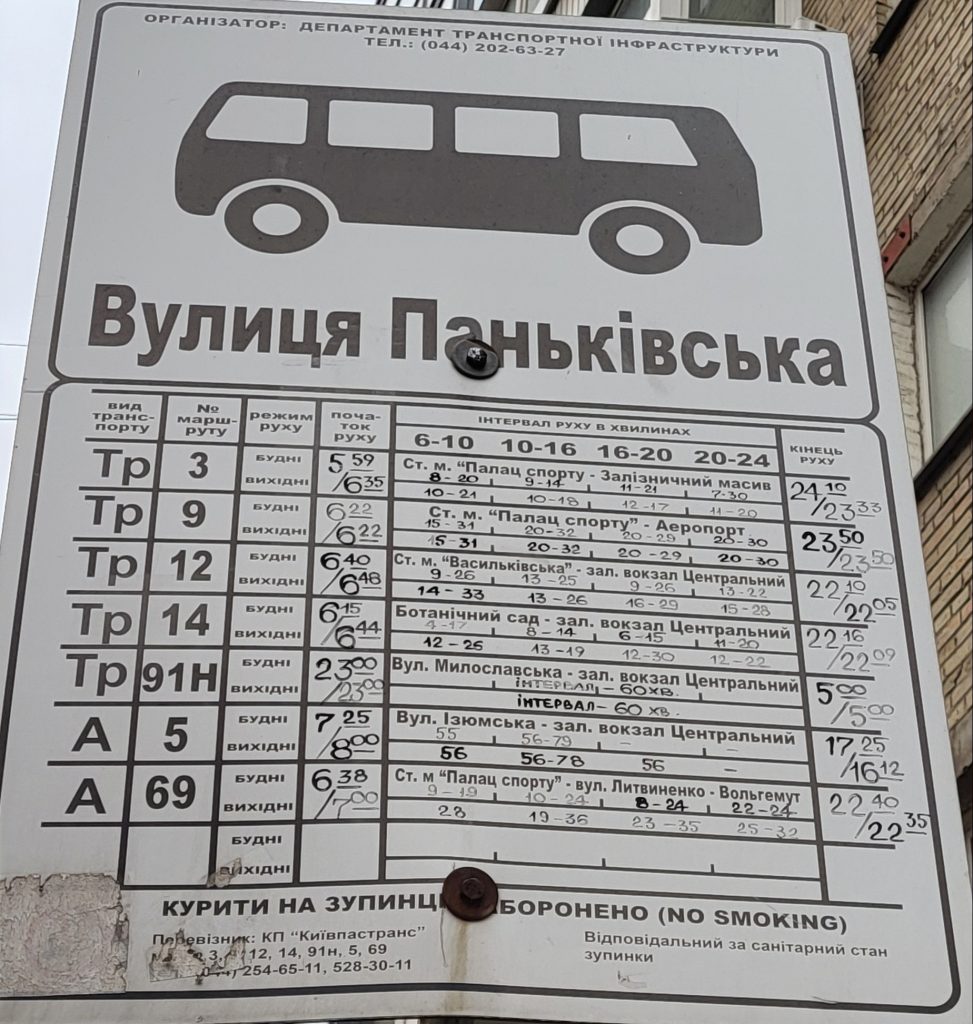 ОРГАНІЗАТОР: ДЕПАРТАМЕНТ ТРАНСПОРТНОЇ ІНФРАСТРУКТУРИ
ТЕЛ.: (044) 202-63-27
Вулиця Паньківська
ВИД ТРАНС-ПОРТУ № МАРШ-РУТУ РЕЖИМ РУХУ ПОЧА-ТОК РУХУ ІНТЕРВАЛ РУХУ В ХВИЛИНАХ КІНЕЦЬ РУХУ
6-10 10-16 16-20 20-24
Тр 3 БУДНІ 5 59 Ст. м. "Палац спорту - Залізничний масив 24 10
8-20 9-14 11-21 7-30
ВИХІДНІ /6 35 10-21 10-18 12-17 11-20 /23 33
Тр 9 БУДНІ 6 22 Ст. м. "Палац спорту" - Аеропорт 23 50
15-31 20-32 20-29 20-30
ВИХІДНІ /6 22 15-31 20-32 20-29 20-30 /23 50
Тр 12 БУДНІ 6 40 Ст. м. "Васильківська" - зал. вокзал Центральний 22 10
9-26 13-25 9-26 13-22
ВИХІДНІ /6 48 14-33 13-26 16-29 15-28 /22 05
Тр 14 БУДНІ 6 15 Ботанічний сад - зал. вокзал Центральний 22 16
4-17 8-14 6-15 11-20
ВИХІДНІ /6 44 12-26 13-19 12-30 12-22 /22 09
Тр 91Н БУДНІ 23 00 Вул. Милославська - зал. вокзал Центральний 5 00
ІНТЕРВАЛ - 60 ХВ.
ВИХІДНІ /23 00 ІНТЕРВАЛ - 60 ХВ. /5 00
А 5 БУДНІ 7 25 Вул. Ізюмська - зал. вокзал Центральний 17 25
55 56-79 - -
ВИХІДНІ /8 00 56 56-78 56 - /16 12
А 69 БУДНІ 6 38 Ст. м "Палац спорту" - вул. Литвиненко - Вольгемут 22 40
9-19 10-24 8-24 22-24
ВИХІДНІ /7 00 28 19-36 23-35 25-32 /22 35
БУДНІ
ВИХІДНІ
КУРИТИ НА ЗУПИНЦІ ЗАБОРОНЕНО (NO SMOKING)
Перевізник: КП "Київпастранс"
3, 9, 12, 14, 91н, 5, 69
254-65-11, 528-30-11
Відповідальний за санітарний стан
зупинки